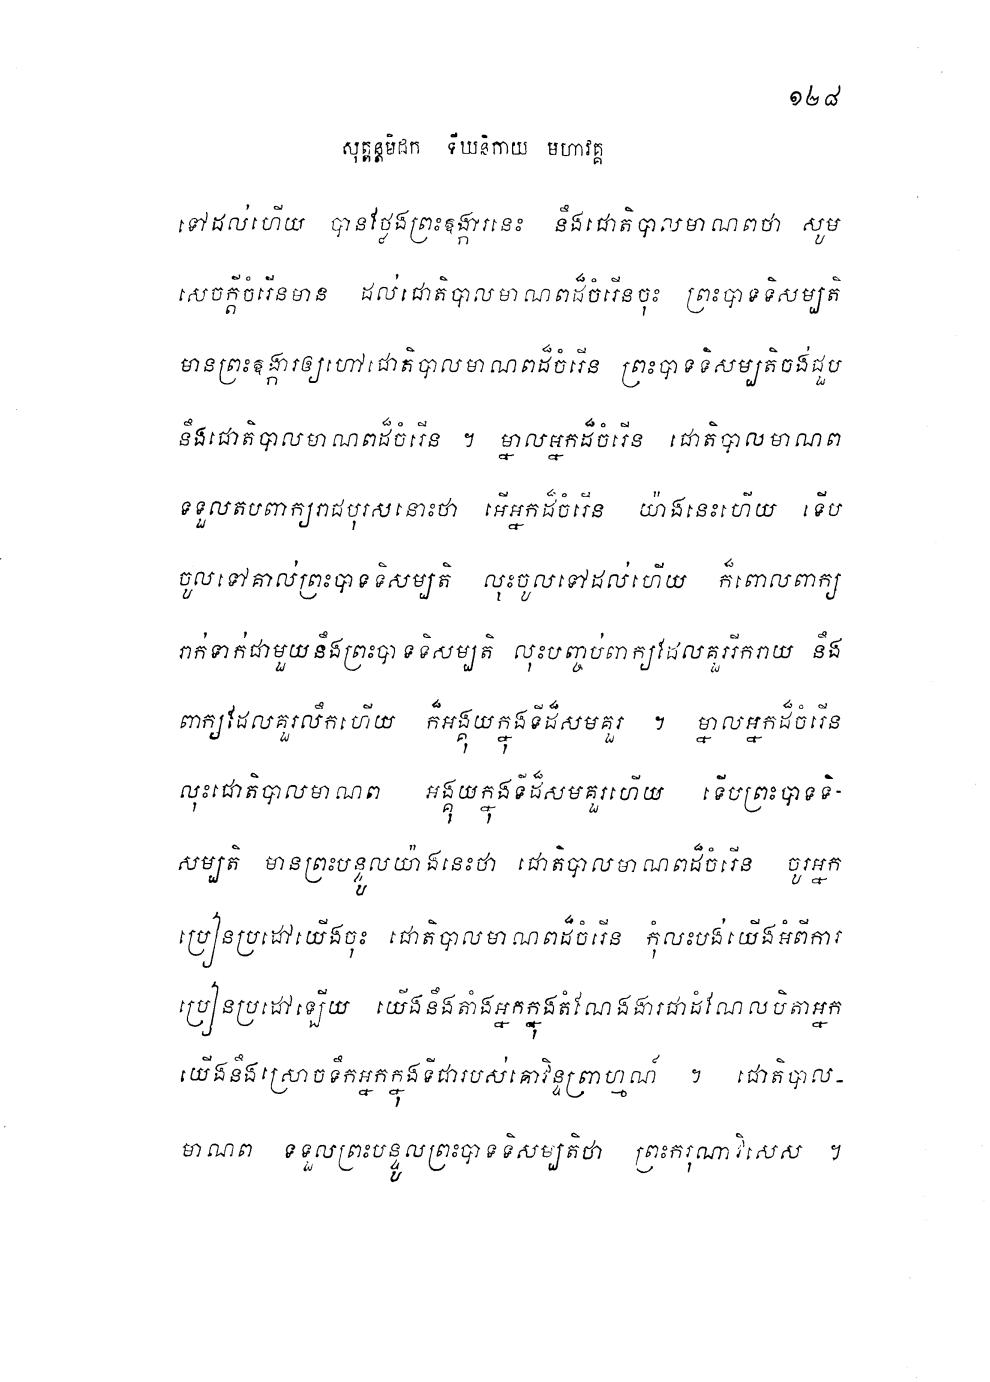 ១២៨
សុត្តន្តបិដក ទីឃនិកាយ មហាវគ្គ
ទៅដល់ហើយ បានថ្លែងព្រះឧង្ការនេះ នឹងជោតិបាលមាណពថា សូម
សេចក្តីចំរើនមាន ដល់ជោតិបាលមាណពដ៏ចំរើនចុះ ព្រះបាទទិសម្បតិ
មានព្រះឧង្ការឲ្យហៅជោតិបាលមាណពដ៏ចំរើន ព្រះបាទទិសម្បតិចង់ជួប
នឹងជោតិបាលមាណពដ៏ចំរើន ។ ម្នាលអ្នកដ៏ចំរើន ជោតិបាលមាណព
ទទួលតបពាក្យរាជបុរសនោះថា អើអ្នកដ៏ចំរើន យ៉ាងនេះហើយ ទើប
ចូលទៅគាល់ព្រះបាទទិសម្បតិ លុះចូលទៅដល់ហើយ ក៏ពោលពាក្យ
រាក់ទាក់ជាមួយនឹងព្រះបាទទិសម្បតិ លុះបញ្ចប់ពាក្យដែលគួររីករាយ នឹង
ពាក្យដែលគួរលឹកហើយ ក៏អង្គុយក្នុងទីដ៏សមគួរ ។ ម្នាលអ្នកដ៏ចំរើន
លុះជោតិបាលមាណព អង្គុយក្នុងទីដ៏សមគួរហើយ ទើបព្រះបាទទិ-
សម្បតិ មានព្រះបន្ទូលយ៉ាងនេះថា ជោតិបាលមាណពដ៏ចំរើន ចូរអ្នក
ប្រៀនប្រដៅយើងចុះ ជោតិបាលមាណពដ៏ចំរើន កុំលះបង់យើងអំពីការ
ប្រៀនប្រដៅឡើយ យើងនឹងតាំងអ្នកក្នុងតំណែងងារជាដំណែលបិតាអ្នក
យើងនឹងស្រោចទឹកអ្នកក្នុងទីជារបស់គោវិន្ទព្រាហ្មណ៍ ។ ជោតិបាល-
មាណព ទទួលព្រះបន្ទូលព្រះបាទទិសម្បតិថា ព្រះករុណាវិសេស ។